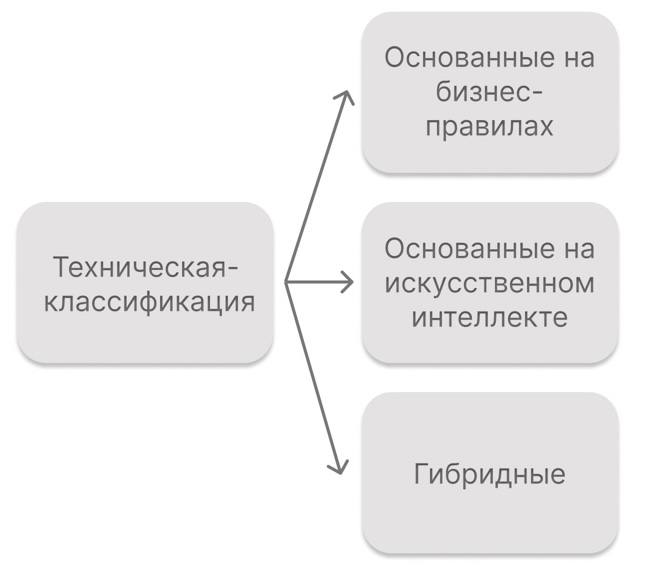 Техническая-
классификация
Основанные на
бизнес-
правилах
Основанные на
искусственном
интеллекте
Гибридные